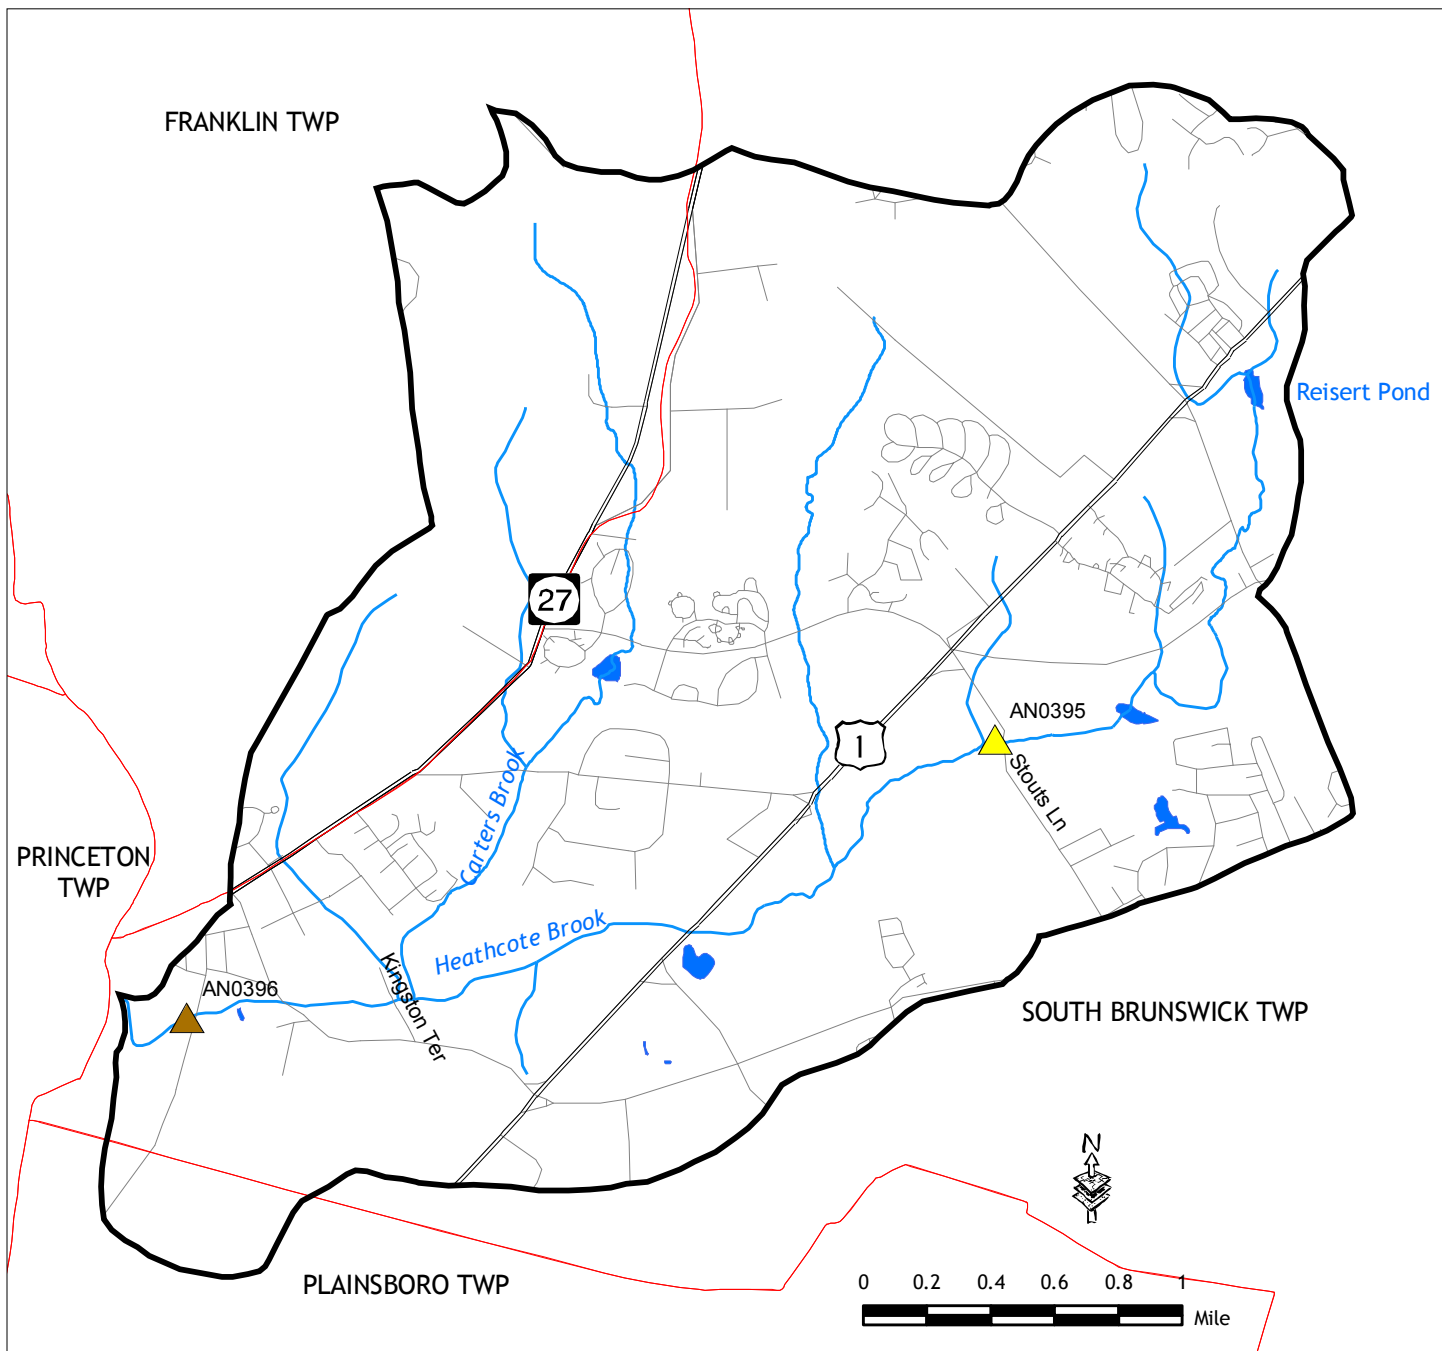 FRANKLIN TWP
Reisert Pond
27
AN0395
1
Stouts Ln
Carters Brook
PRINCETON
TWP
Heathcote Brook
Kingston Ter
AN0396
SOUTH BRUNSWICK TWP
N
PLAINSBORO TWP
0 0.2 0.4 0.6 0.8 1
Mile